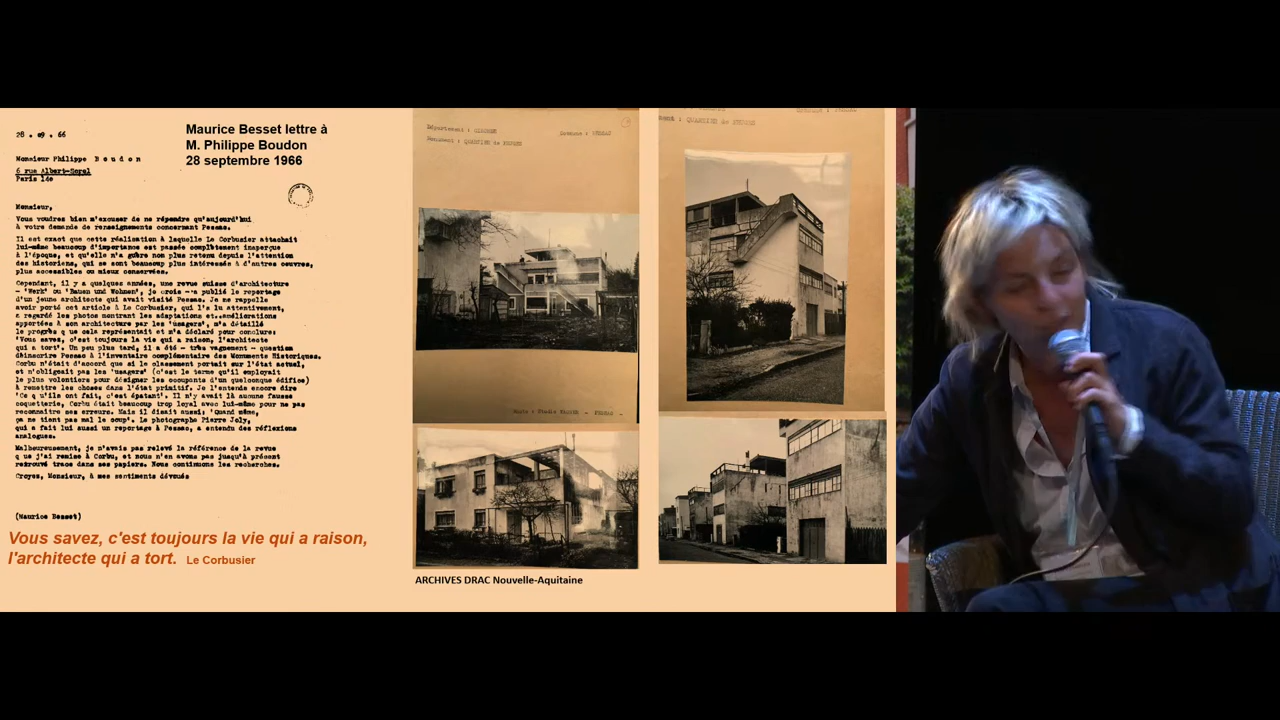 28 . 09 . 66
Maurice Besset lettre à
M. Philippe Boudon
28 septembre 1966
Monsieur Philippe B o u d o n
6 rue Albert-Sorel
Paris 14e
Monsieur,
Vous voudrez bien m'excuser de ne répondre qu'aujourd'hui
à votre demande de renseignements concernant Pessac.
Il est exact que cette réalisation à laquelle Le Corbusier attachait
lui-même beaucoup d'importance est passée complètement inaperçue
à l'époque, et qu'elle n'a guère non plus retenu depuis l'attention
des historiens, qui se sont beaucoup plus intéressés à d'autres oeuvres,
plus accessibles ou mieux conservées.
Cependant, il y a quelques années, une revue suisse d'architecture
- 'Werk' ou 'Bauen und Wohnen', je crois - a publié le reportage
d'un jeune architecte qui avait visité Pessac. Je me rappelle
avoir porté cet article à Le Corbusier, qui l'a lu attentivement,
a regardé les photos montrant les adaptations et..améliorations
apportées à son architecture par les 'usagers', m'a détaillé
le progrès q ue cela représentait et m'a déclaré pour conclure:
'Vous savez, c'est toujours la vie qui a raison, l'architecte
qui a tort'. Un peu plus tard, il a été - très vaguement - question
d'inscrire Pessac à l'inventaire complémentaire des Monuments Historiques.
Corbu n'était d'accord que si le classement portait sur l'état actuel,
et n'obligeait pas les 'usagers' (c'est le terme qu'il employait
le plus volontiers pour désigner les occupants d'un quelconque édifice)
à remettre les choses dans l'état primitif. Je l'entends encore dire
'Ce q u'ils ont fait, c'est épatant'. Il n'y avait là aucune fausse
coquetterie, Corbu était beaucoup trop loyal avec lui-même pour ne pas
reconnaître ses erreurs. Mais il disait aussi: 'Quand même,
ça ne tient pas mal le coup'. Le photographe Pierre Joly,
qui a fait lui aussi un reportage à Pessac, a entendu des réflexions
analogues.
Malheureusement, je n'avais pas relevé la référence de la revue
q ue j'ai remise à Corbu, et nous n'en avons pas jusqu'à présent
retrouvé trace dans ses papiers. Nous continuons les recherches.
Croyez, Monsieur, à mes sentiments dévoués
(Maurice Besset)
Vous savez, c'est toujours la vie qui a raison,
l'architecte qui a tort. Le Corbusier
Département : GIRONDE
Commune : PESSAC
Monument : QUARTIER de
QUARTIER de
ARCHIVES DRAC Nouvelle-Aquitaine